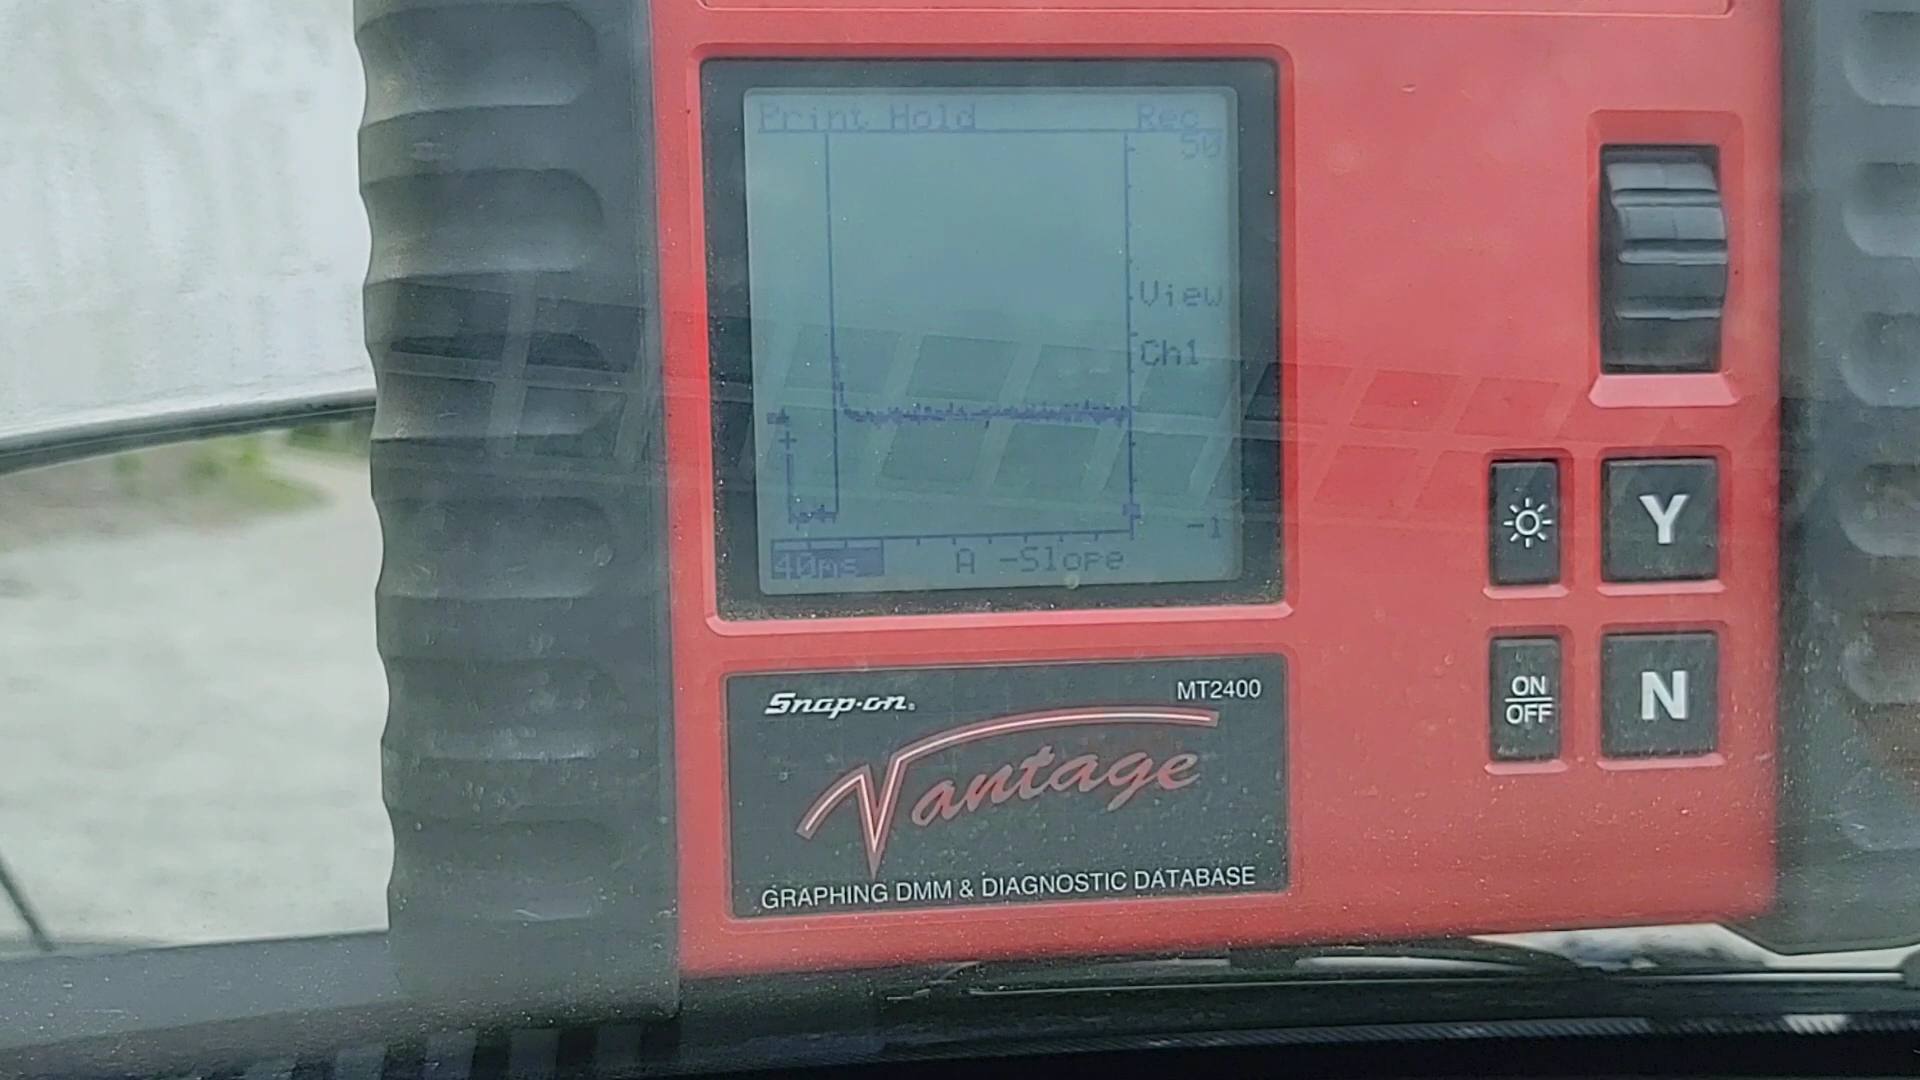 Print Hold Rec
50
View
Ch1
-1
40ms A -Slope
Snap-on®
MT2400
Vantage
GRAPHING DMM & DIAGNOSTIC DATABASE
Y
ON
OFF
N